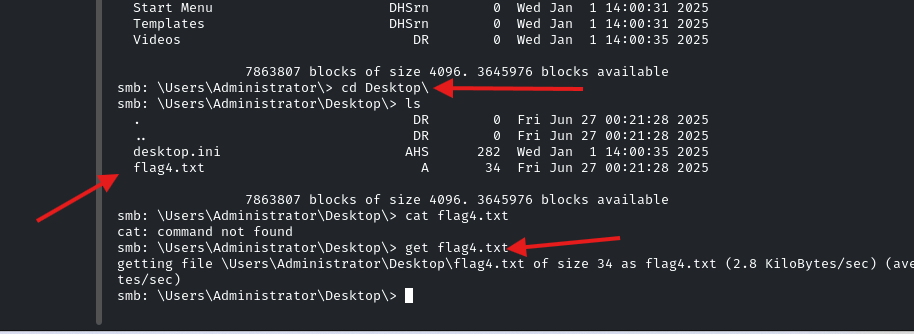 Start Menu DHSrn 0 Wed Jan 1 14:00:31 2025
Templates DHSrn 0 Wed Jan 1 14:00:31 2025
Videos DR 0 Wed Jan 1 14:00:35 2025
7863807 blocks of size 4096. 3645976 blocks available
smb: \Users\Administrator\> cd Desktop\
smb: \Users\Administrator\Desktop\> ls
. DR 0 Fri Jun 27 00:21:28 2025
.. DR 0 Fri Jun 27 00:21:28 2025
desktop.ini AHS 282 Wed Jan 1 14:00:35 2025
flag4.txt A 34 Fri Jun 27 00:21:28 2025
7863807 blocks of size 4096. 3645976 blocks available
smb: \Users\Administrator\Desktop\> cat flag4.txt
cat: command not found
smb: \Users\Administrator\Desktop\> get flag4.txt
getting file \Users\Administrator\Desktop\flag4.txt of size 34 as flag4.txt (2.8 KiloBytes/sec) (ave
tes/sec)
smb: \Users\Administrator\Desktop\>